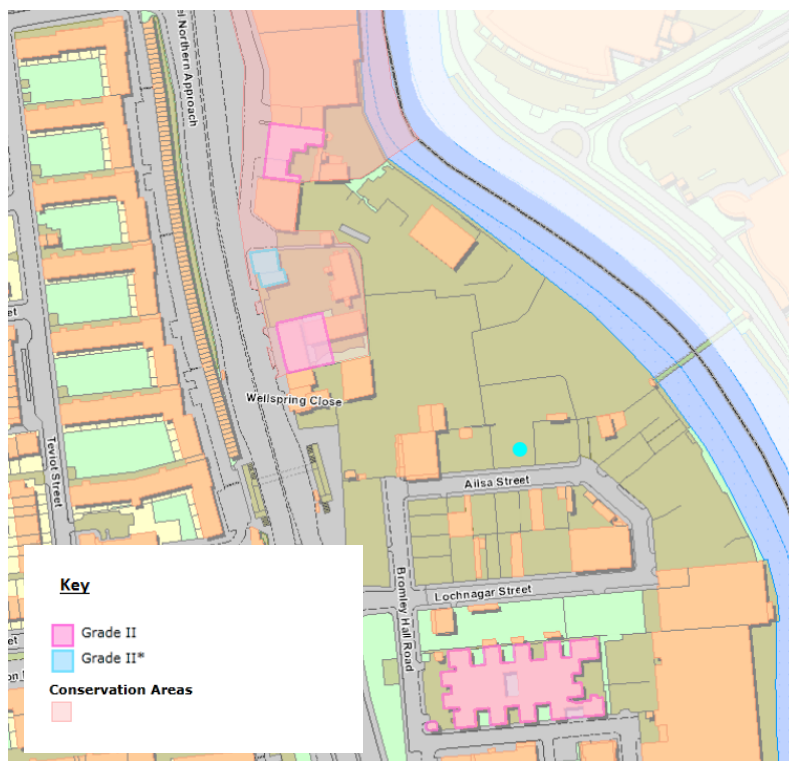 el Northern Approach
Wellspring Close
Teviot Street
Ailsa Street
Lochnagar Street
Bromley Hall Road
Key
Grade II
Grade II*
Conservation Areas